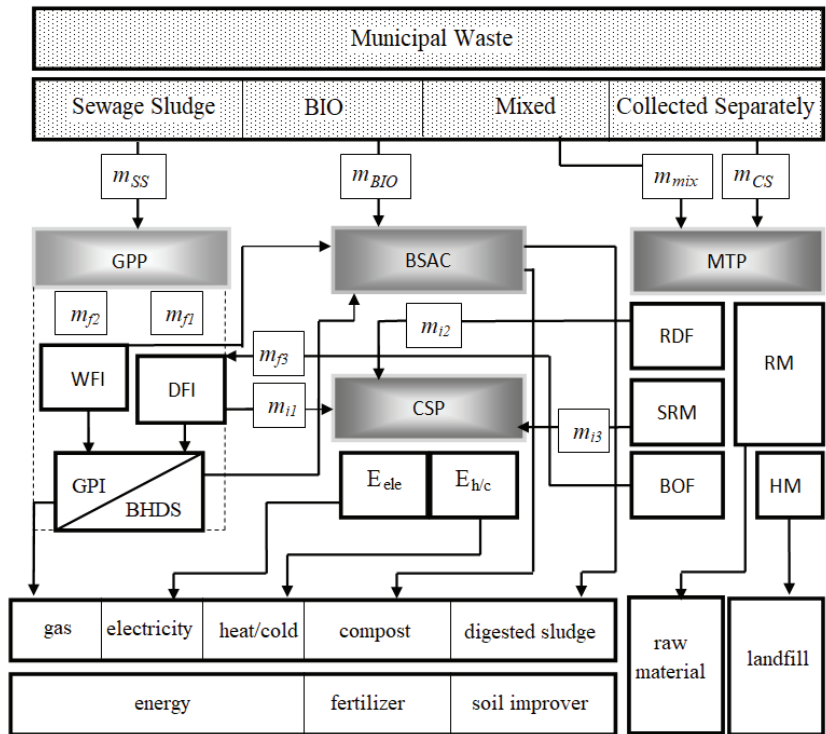 Municipal Waste
Sewage Sludge BIO Mixed Collected Separately
mSS mBIO mmix mCS
GPP BSAC MTP
mf2 mf1 mi2 RDF RM
WFI DFI mf3
mi1 CSP mi3 SRM
GPI BHDS Eele Eh/c BOF HM
gas electricity heat/cold compost digested sludge
raw
material
landfill
energy fertilizer soil improver